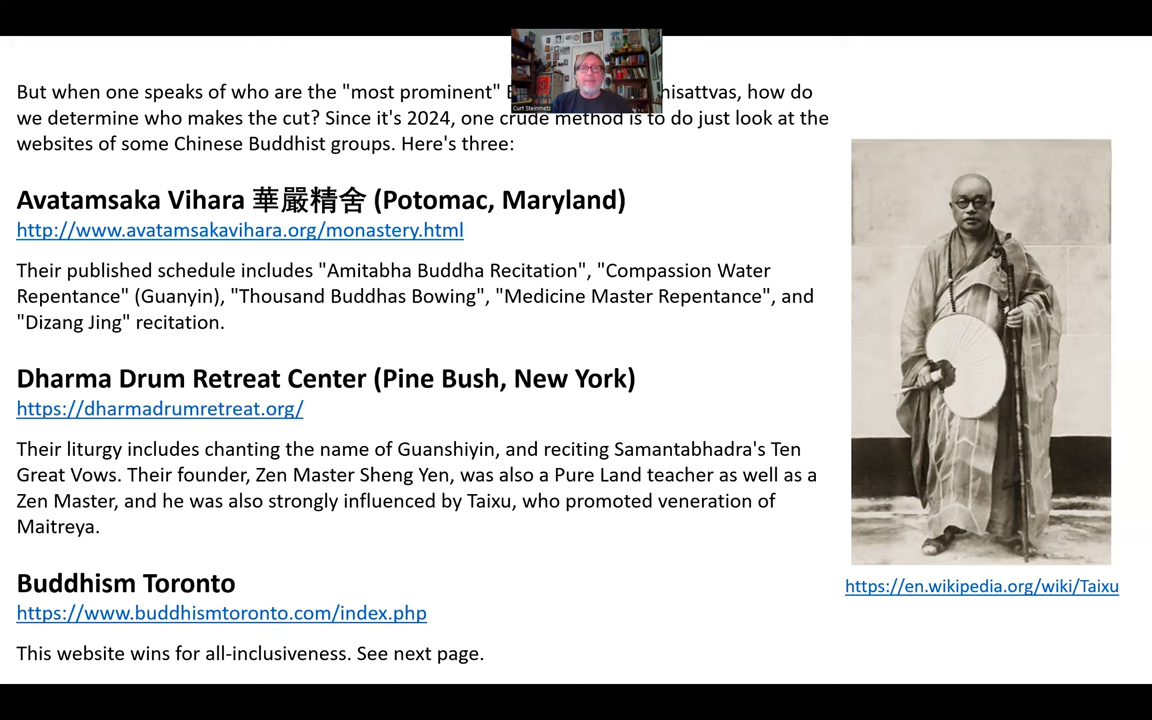 But when one speaks of who are the "most prominent"
hisattvas, how do
we determine who makes the cut? Since it's 2024, one crude method is to do just look at the
websites of some Chinese Buddhist groups. Here's three:
Curt Steinmetz
Avatamsaka Vihara 華嚴精舍 (Potomac, Maryland)
http://www.avatamsakavihara.org/monastery.html
Their published schedule includes "Amitabha Buddha Recitation", "Compassion Water
Repentance" (Guanyin), "Thousand Buddhas Bowing", "Medicine Master Repentance", and
"Dizang Jing" recitation.
Dharma Drum Retreat Center (Pine Bush, New York)
https://dharmadrumretreat.org/
Their liturgy includes chanting the name of Guanshiyin, and reciting Samantabhadra's Ten
Great Vows. Their founder, Zen Master Sheng Yen, was also a Pure Land teacher as well as a
Zen Master, and he was also strongly influenced by Taixu, who promoted veneration of
Maitreya.
Buddhism Toronto
https://www.buddhismtoronto.com/index.php
This website wins for all-inclusiveness. See next page.
https://en.wikipedia.org/wiki/Taixu